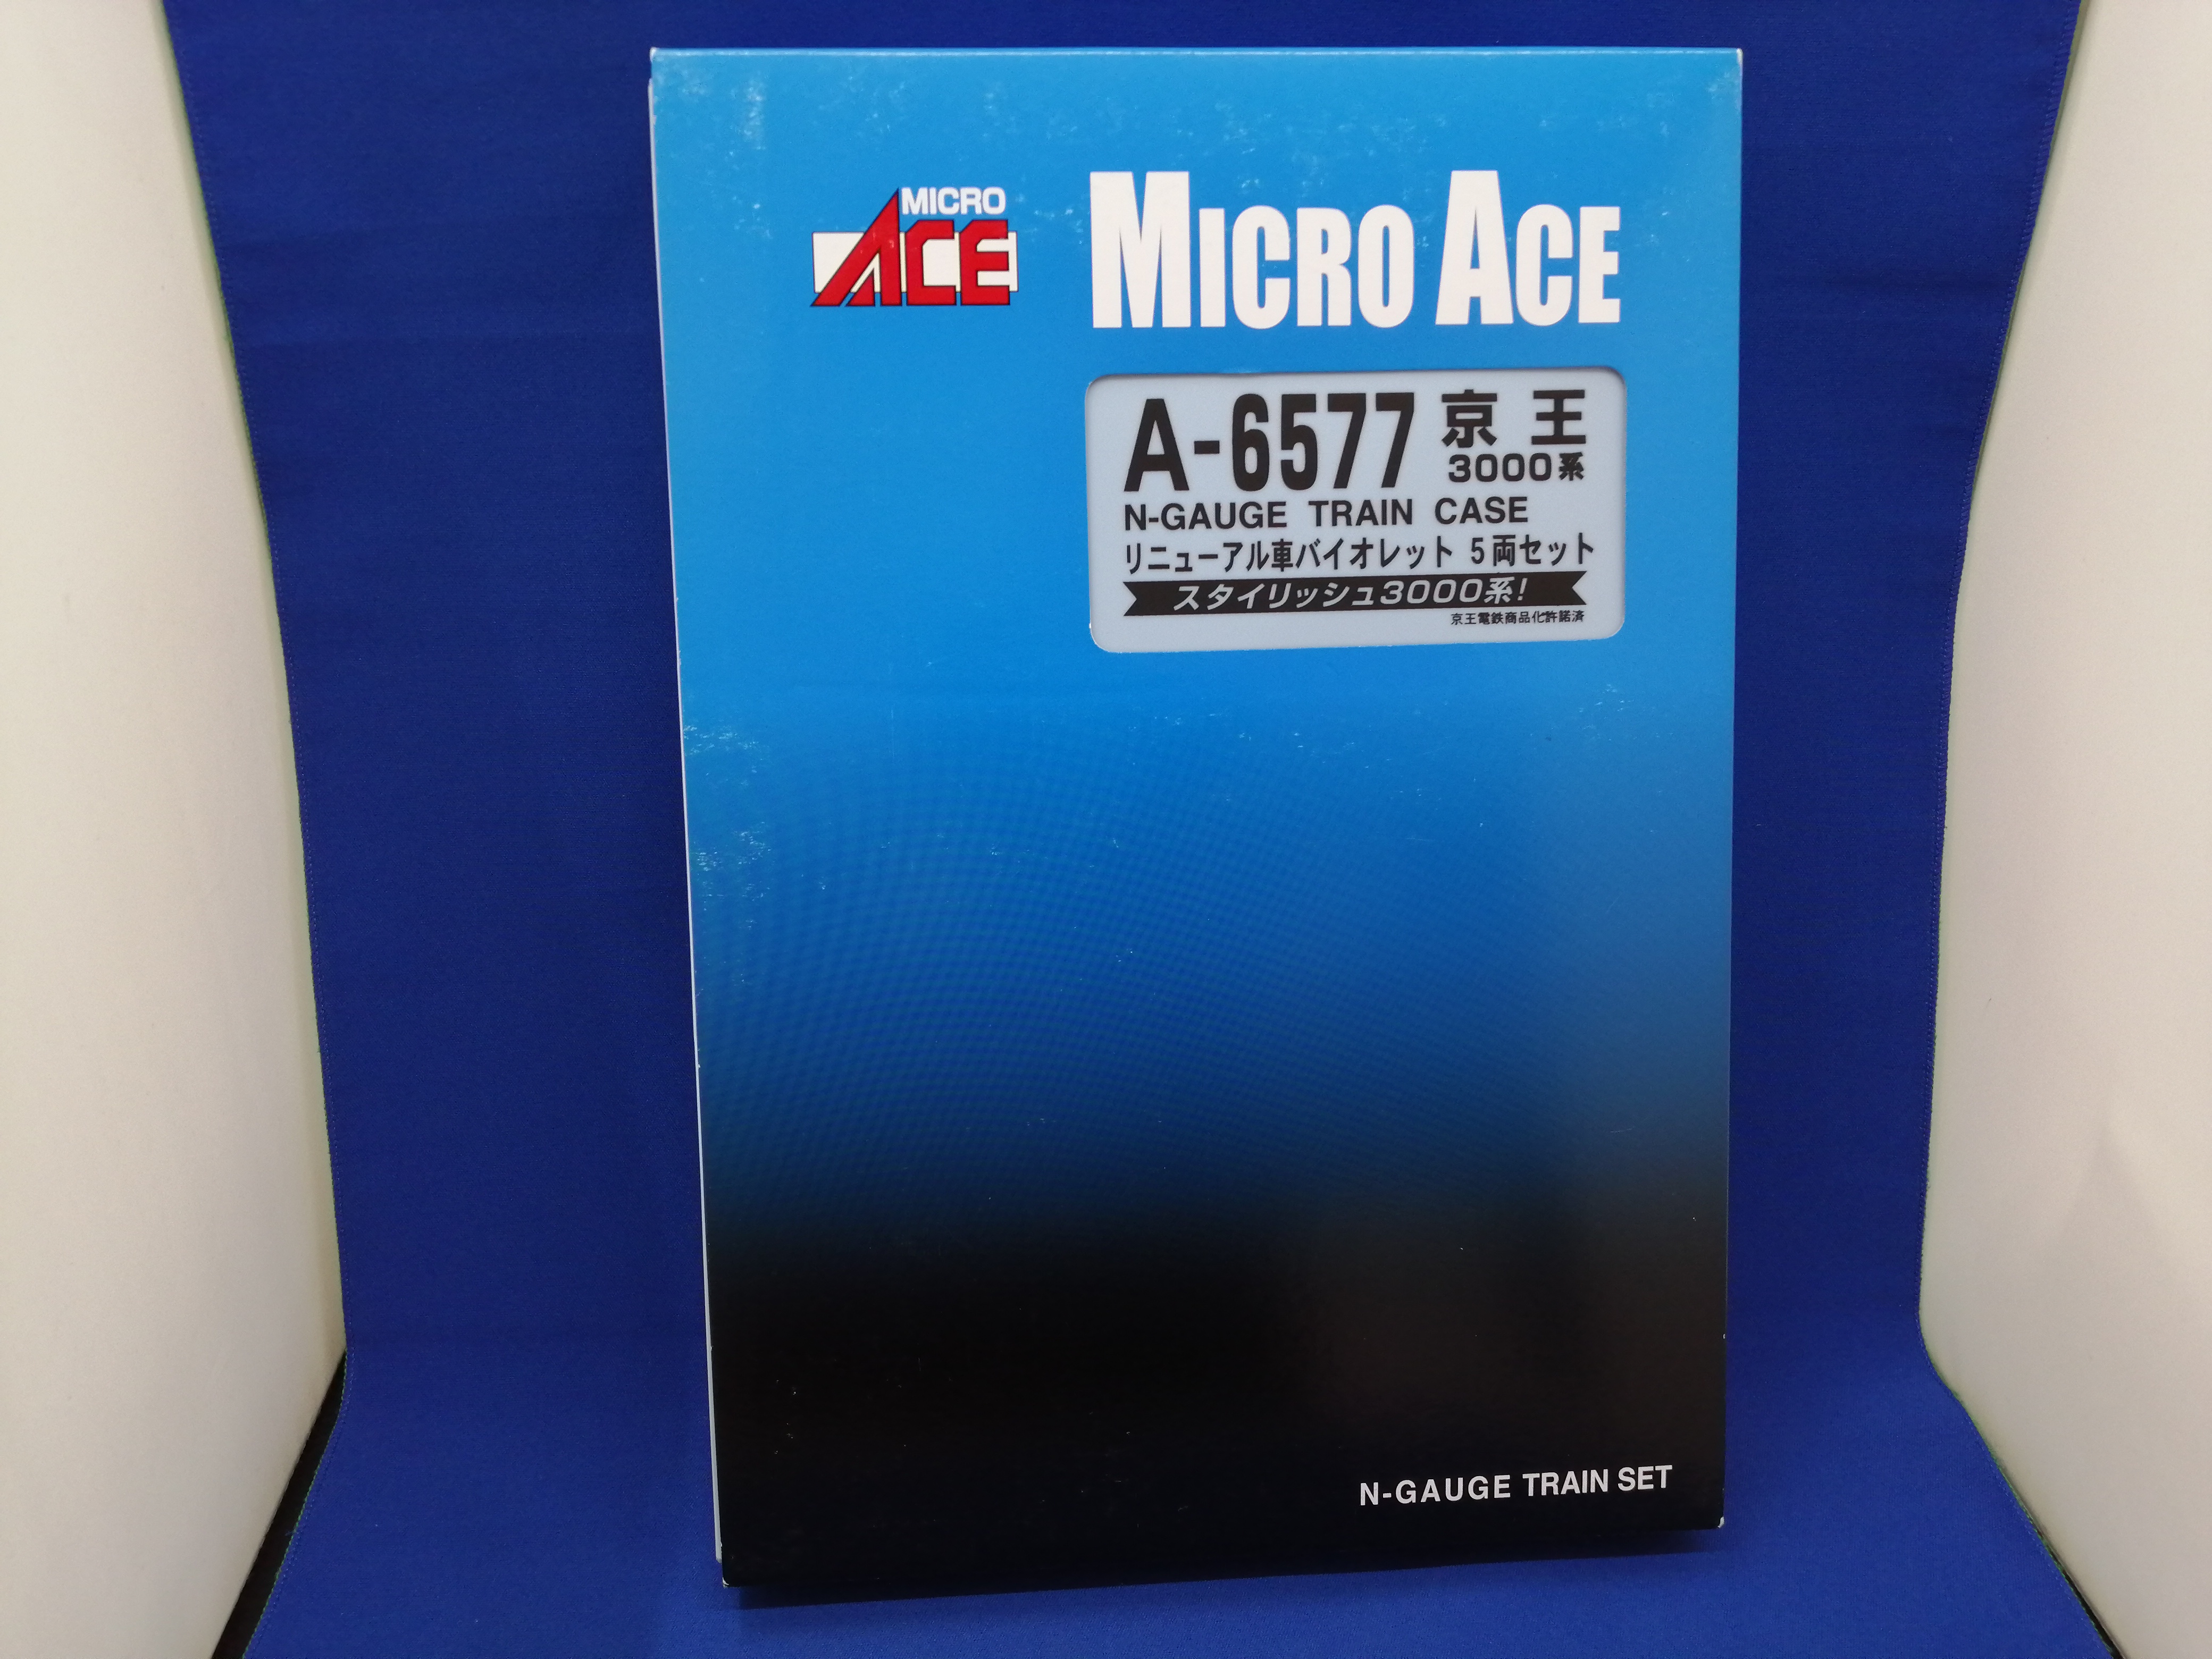 MICRO
ACE
MICRO ACE
A-6577 京王
3000系
N-GAUGE TRAIN CASE
リニューアル車バイオレット 5両セット
スタイリッシュ3000系!
京王電鉄商品化許諾済
N-GAUGE TRAIN SET